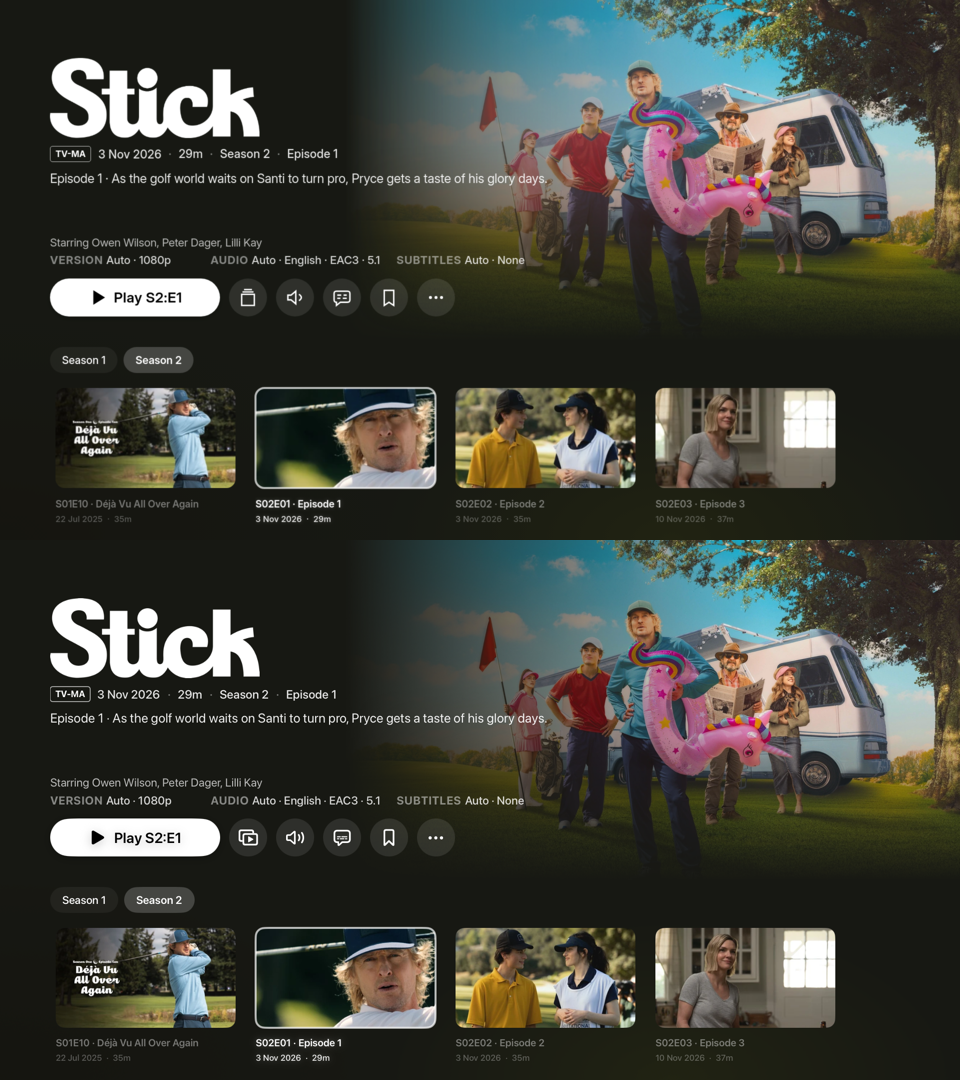 Stick
TV-MA 3 Nov 2026 · 29m · Season 2 · Episode 1
Episode 1 · As the golf world waits on Santi to turn pro, Pryce gets a taste of his glory days.
Starring Owen Wilson, Peter Dager, Lilli Kay
VERSION Auto · 1080p AUDIO Auto · English · EAC3 · 5.1 SUBTITLES Auto · None
Play S2:E1
Season 1 Season 2
Déjà Vu
All Over
Again
S01E10 · Déjà Vu All Over Again
22 Jul 2025 · 35m
S02E01 · Episode 1
3 Nov 2026 · 29m
S02E02 · Episode 2
3 Nov 2026 · 35m
S02E03 · Episode 3
10 Nov 2026 · 37m
Stick
TV-MA 3 Nov 2026 · 29m · Season 2 · Episode 1
Episode 1 · As the golf world waits on Santi to turn pro, Pryce gets a taste of his glory days.
Starring Owen Wilson, Peter Dager, Lilli Kay
VERSION Auto · 1080p AUDIO Auto · English · EAC3 · 5.1 SUBTITLES Auto · None
Play S2:E1
Season 1 Season 2
Déjà Vu
All Over
Again
S01E10 · Déjà Vu All Over Again
22 Jul 2025 · 35m
S02E01 · Episode 1
3 Nov 2026 · 29m
S02E02 · Episode 2
3 Nov 2026 · 35m
S02E03 · Episode 3
10 Nov 2026 · 37m